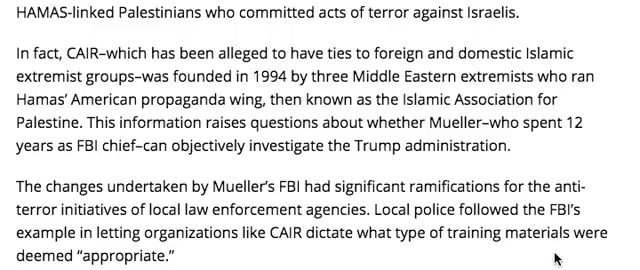 HAMAS-linked Palestinians who committed acts of terror against Israelis.
In fact, CAIR–which has been alleged to have ties to foreign and domestic Islamic
extremist groups–was founded in 1994 by three Middle Eastern extremists who ran
Hamas’ American propaganda wing, then known as the Islamic Association for
Palestine. This information raises questions about whether Mueller–who spent 12
years as FBI chief–can objectively investigate the Trump administration.
The changes undertaken by Mueller’s FBI had significant ramifications for the anti-
terror initiatives of local law enforcement agencies. Local police followed the FBI’s
example in letting organizations like CAIR dictate what type of training materials were
deemed “appropriate.”